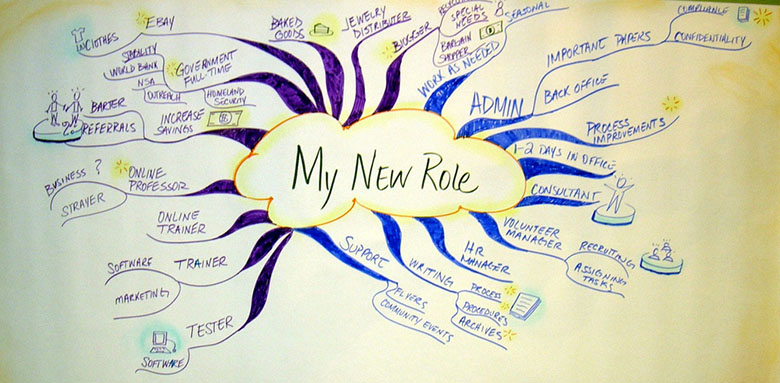 My New Role
EBAY
CLOTHES
STABILITY
WORLD BANK
NSA
OUTREACH
GOVERNMENT
FULL-TIME
HOMELAND
SECURITY
BARTER
REFERRALS
INCREASE
SAVINGS
BUSINESS ?
STRAYER
ONLINE
PROFESSOR
ONLINE
TRAINER
SOFTWARE
MARKETING
TRAINER
TESTER
SOFTWARE
BAKED
GOODS
JEWELRY
DISTRIBUTER
SPECIAL
NEEDS &
BARGAIN
SHOPPER
SEASONAL
WORK AS NEEDED
ADMIN
IMPORTANT PAPERS
COMPLIANCE
CONFIDENTIALITY
BACK OFFICE
PROCESS
IMPROVEMENTS
1-2 DAYS IN OFFICE
CONSULTANT
VOLUNTEER
MANAGER
RECRUITING
ASSIGNING
TASKS
HR
MANAGER
WRITING
PROCESS
PROCEDURES
ARCHIVES
SUPPORT
FLYERS
COMMUNITY EVENTS